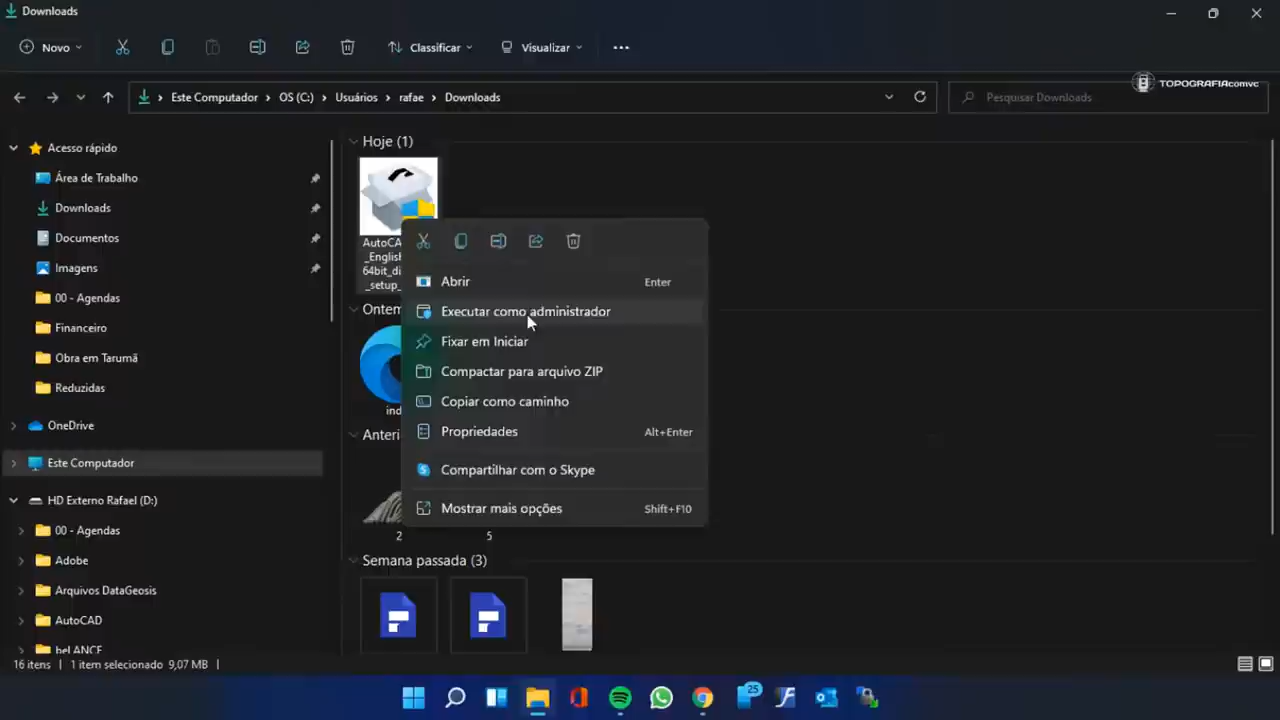 Downloads
Novo
Classificar
Visualizar
Este Computador
OS (C:)
Usuários
rafae
Downloads
Pesquisar Downloads
TOPOGRAFIAcomvc
Acesso rápido
Área de Trabalho
Downloads
Documentos
Imagens
00 - Agendas
Financeiro
Obra em Tarumã
Reduzidas
OneDrive
Este Computador
HD Externo Rafael (D:)
00 - Agendas
Adobe
Arquivos DataGeosis
AutoCAD
beLANCE
Hoje (1)
AutoCA
_English
64bit_di
_setup_
Ontem
ind
Anteri
2
5
Semana passada (3)
Abrir Enter
Executar como administrador
Fixar em Iniciar
Compactar para arquivo ZIP
Copiar como caminho
Propriedades Alt+Enter
Compartilhar com o Skype
Mostrar mais opções Shift+F10
16 itens
1 item selecionado 9,07 MB
25